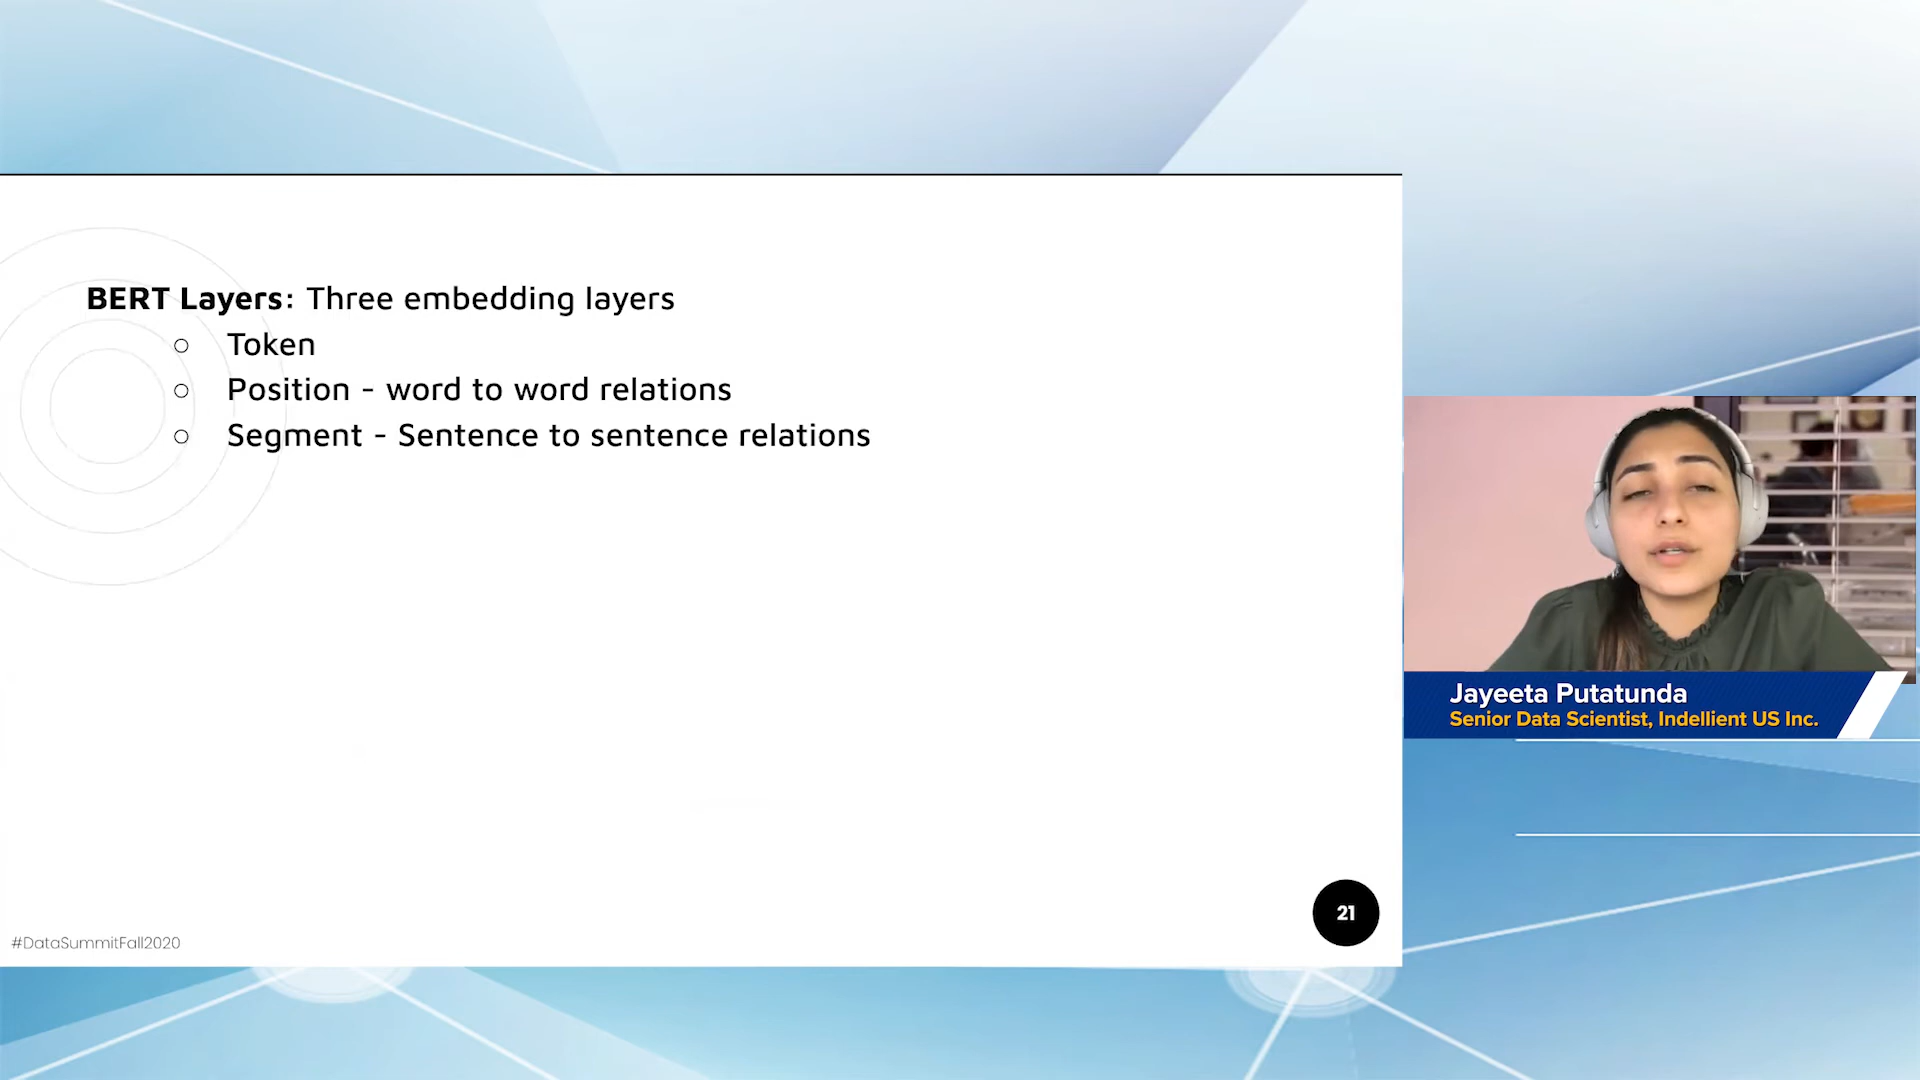 BERT Layers: Three embedding layers
○ Token
○ Position - word to word relations
○ Segment - Sentence to sentence relations
Jayeeta Putatunda
Senior Data Scientist, Indellient US Inc.
21
#DataSummitFall2020